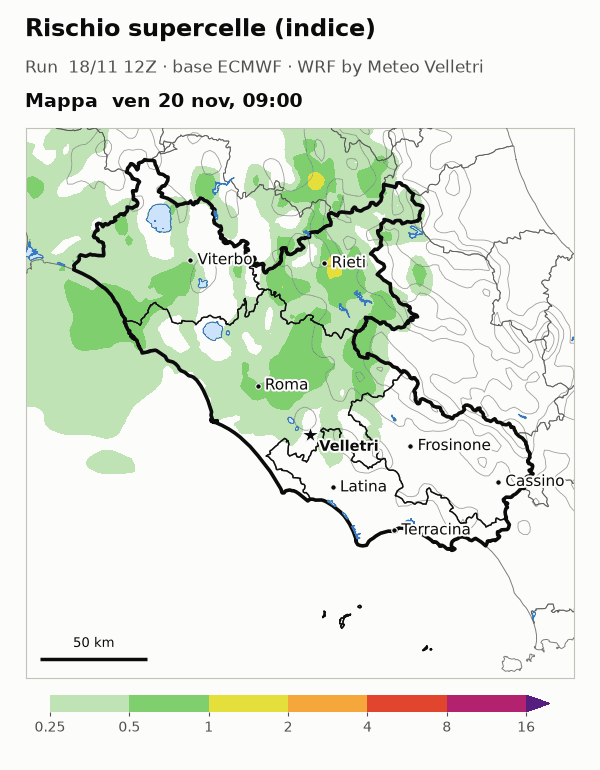 Rischio supercelle (indice)
Run  18/11 12Z · base ECMWF · WRF by Meteo Velletri
Mappa  ven 20 nov, 09:00
Viterbo
Rieti
Roma
Velletri
Frosinone
Cassino
Latina
Terracina
50 km
0.25 0.5 1 2 4 8 16